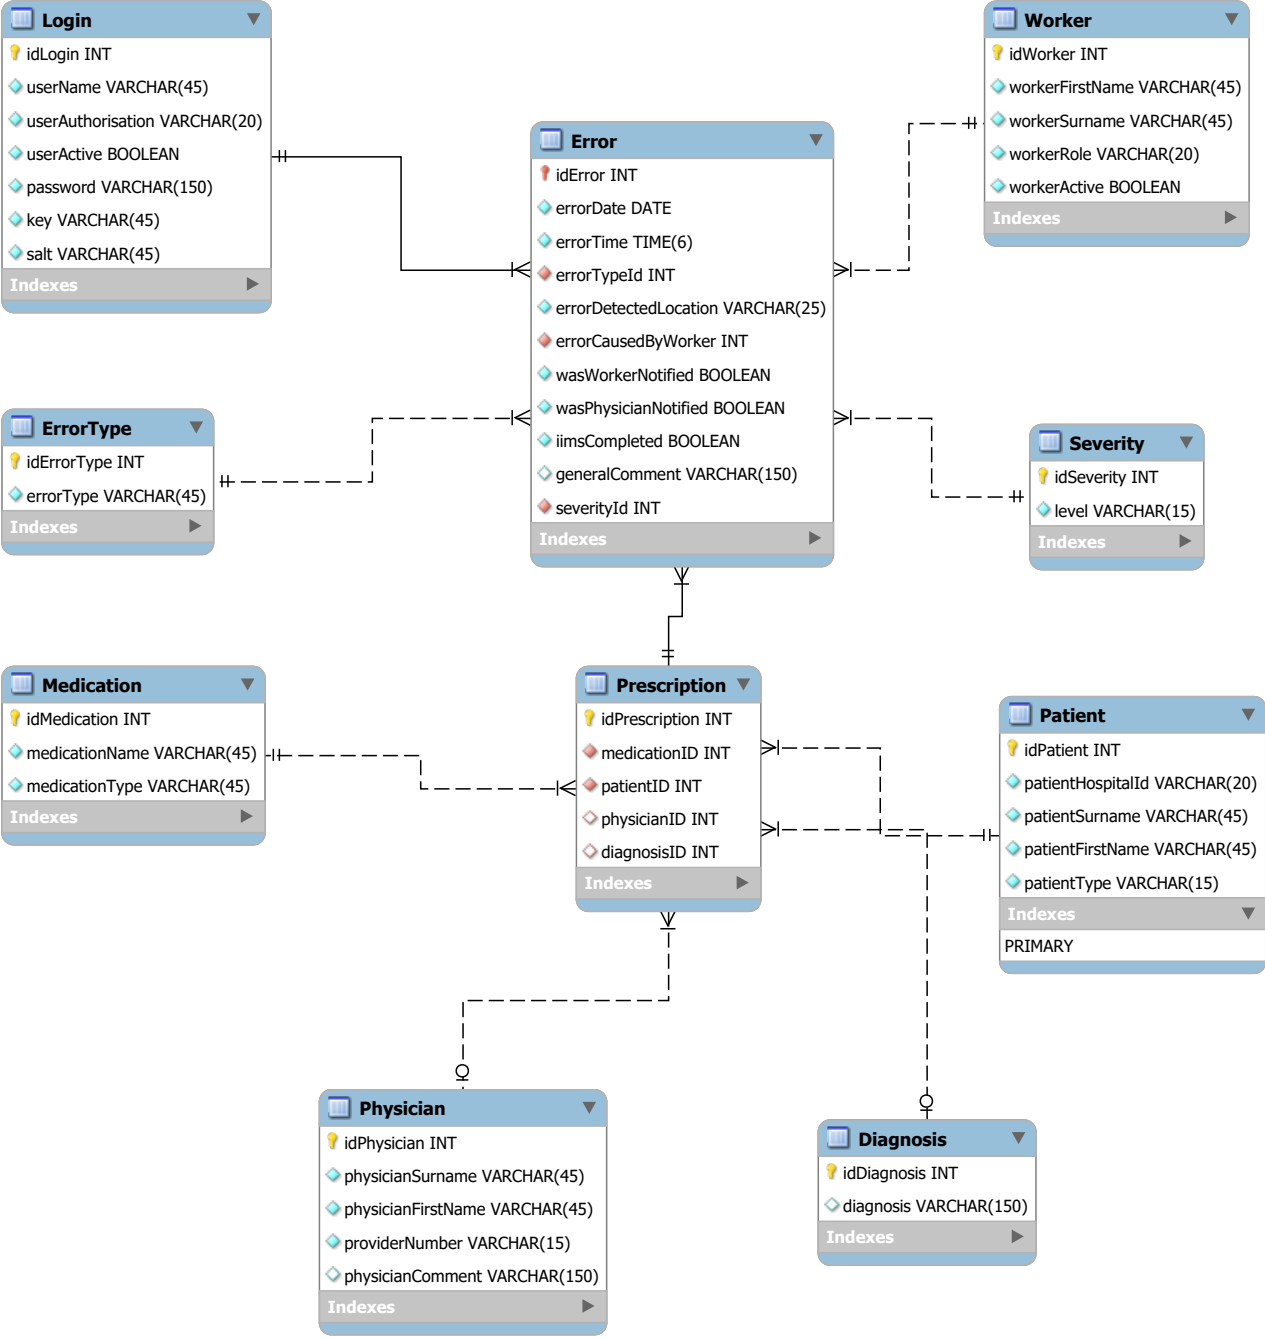 Login
idLogin INT
userName VARCHAR(45)
userAuthorisation VARCHAR(20)
userActive BOOLEAN
password VARCHAR(150)
key VARCHAR(45)
salt VARCHAR(45)
Indexes
Worker
idWorker INT
workerFirstName VARCHAR(45)
workerSurname VARCHAR(45)
workerRole VARCHAR(20)
workerActive BOOLEAN
Indexes
Error
idError INT
errorDate DATE
errorTime TIME(6)
errorTypeId INT
errorDetectedLocation VARCHAR(25)
errorCausedByWorker INT
wasWorkerNotified BOOLEAN
wasPhysicianNotified BOOLEAN
iimsCompleted BOOLEAN
generalComment VARCHAR(150)
severityId INT
Indexes
ErrorType
idErrorType INT
errorType VARCHAR(45)
Indexes
Severity
idSeverity INT
level VARCHAR(15)
Indexes
Medication
idMedication INT
medicationName VARCHAR(45)
medicationType VARCHAR(45)
Indexes
Prescription
idPrescription INT
medicationID INT
patientID INT
physicianID INT
diagnosisID INT
Indexes
Patient
idPatient INT
patientHospitalId VARCHAR(20)
patientSurname VARCHAR(45)
patientFirstName VARCHAR(45)
patientType VARCHAR(15)
Indexes
PRIMARY
Physician
idPhysician INT
physicianSurname VARCHAR(45)
physicianFirstName VARCHAR(45)
providerNumber VARCHAR(15)
physicianComment VARCHAR(150)
Indexes
Diagnosis
idDiagnosis INT
diagnosis VARCHAR(150)
Indexes